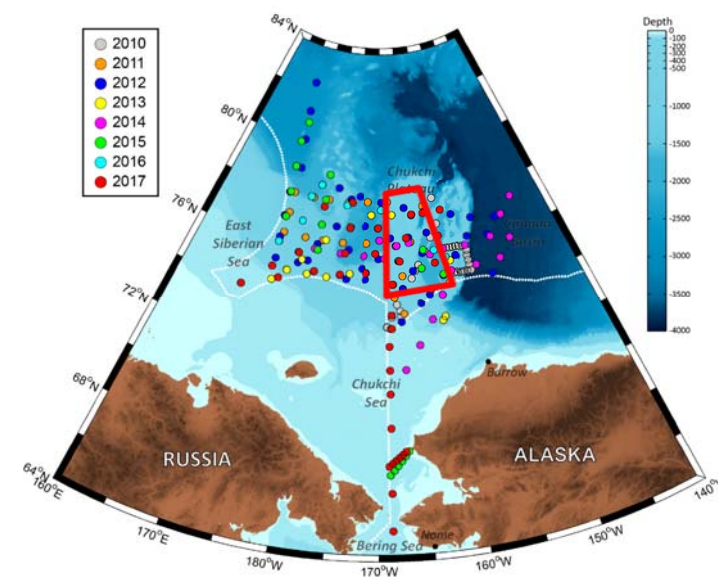 84°N
80°N
76°N
72°N
68°N
64°N
160°E
170°E
180°W
170°W
160°W
150°W
140°W
2010
2011
2012
2013
2014
2015
2016
2017
Depth
0
-100
-200
-300
-400
-500
-1000
-1500
-2000
-2500
-3000
-3500
-4000
Chukchi
Plateau
Canada
Basin
East
Siberian
Sea
Chukchi
Sea
Barrow
RUSSIA
ALASKA
Nome
Bering Sea